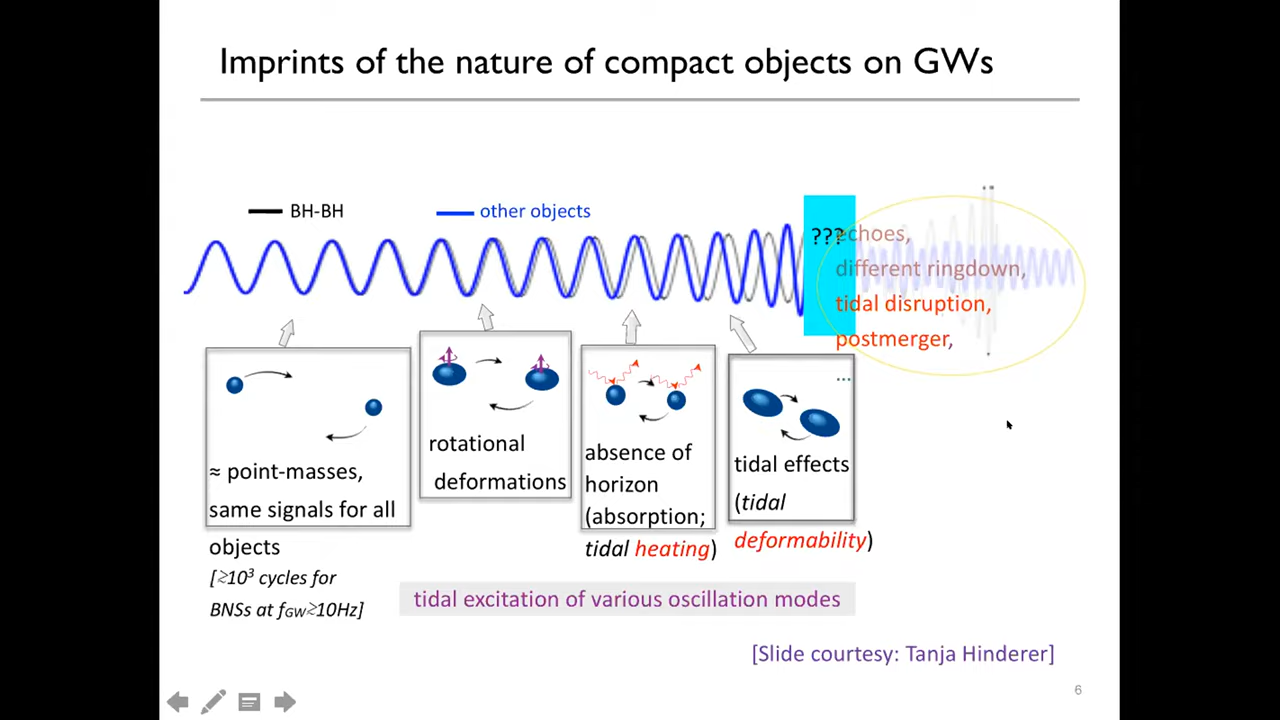 Imprints of the nature of compact objects on GWs
BH-BH
other objects
???
echoes,
different ringdown,
tidal disruption,
postmerger,
...
≈ point-masses,
same signals for all
objects
[≳10³ cycles for
BNSs at fGW≳10Hz]
rotational
deformations
absence of
horizon
(absorption;
tidal heating)
tidal effects
(tidal
deformability)
tidal excitation of various oscillation modes
[Slide courtesy: Tanja Hinderer]
6